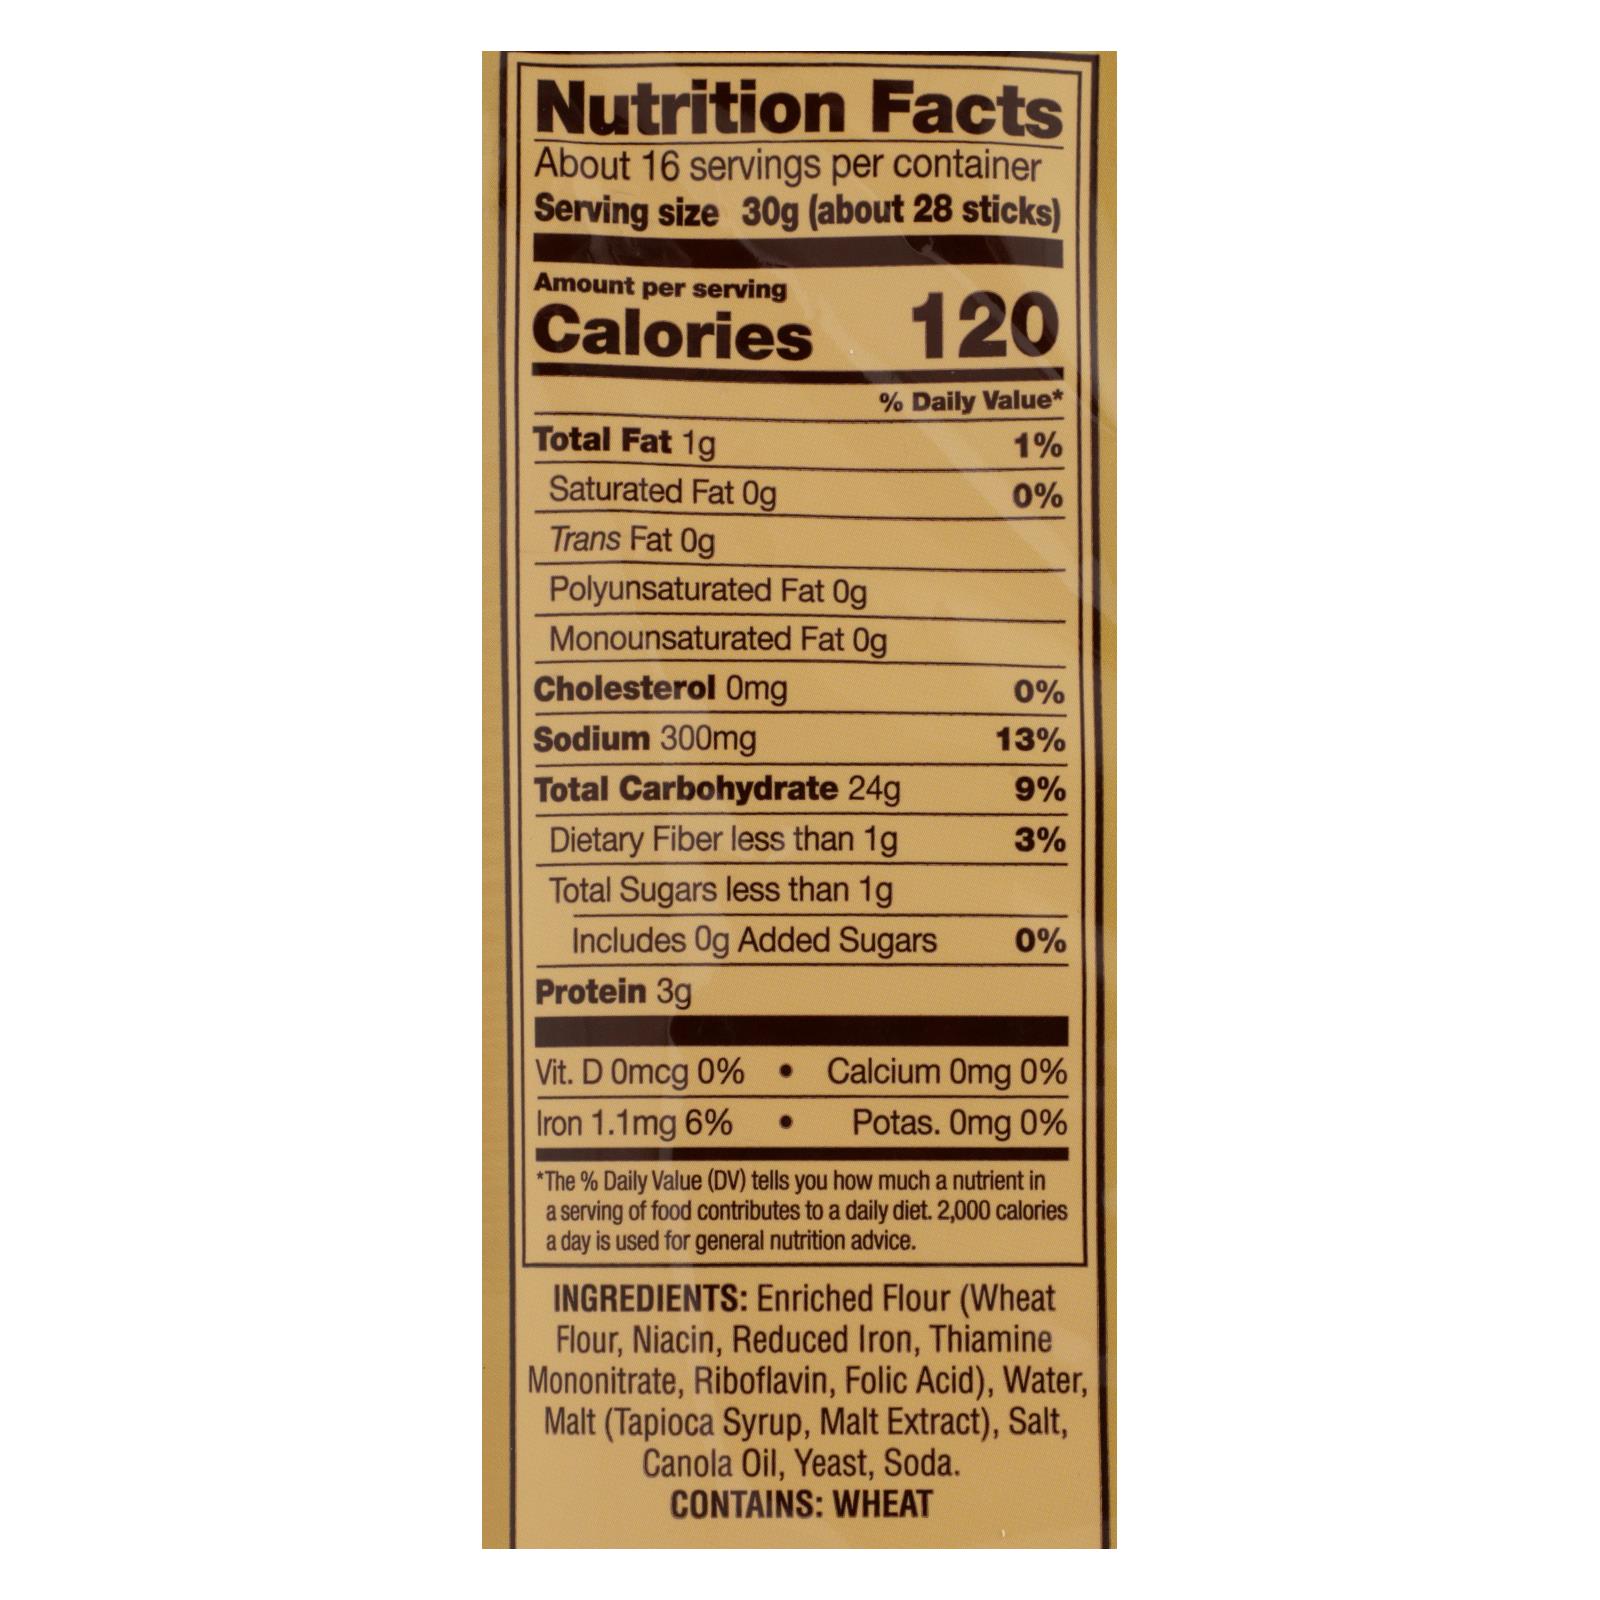 Nutrition Facts
About 16 servings per container
Serving size 30g (about 28 sticks)
Amount per serving
Calories 120
% Daily Value*
Total Fat 1g 1%
Saturated Fat 0g 0%
Trans Fat 0g
Polyunsaturated Fat 0g
Monounsaturated Fat 0g
Cholesterol 0mg 0%
Sodium 300mg 13%
Total Carbohydrate 24g 9%
Dietary Fiber less than 1g 3%
Total Sugars less than 1g
Includes 0g Added Sugars 0%
Protein 3g
Vit. D 0mcg 0% • Calcium 0mg 0%
Iron 1.1mg 6% • Potas. 0mg 0%
*The % Daily Value (DV) tells you how much a nutrient in
a serving of food contributes to a daily diet. 2,000 calories
a day is used for general nutrition advice.
INGREDIENTS: Enriched Flour (Wheat
Flour, Niacin, Reduced Iron, Thiamine
Mononitrate, Riboflavin, Folic Acid), Water,
Malt (Tapioca Syrup, Malt Extract), Salt,
Canola Oil, Yeast, Soda.
CONTAINS: WHEAT